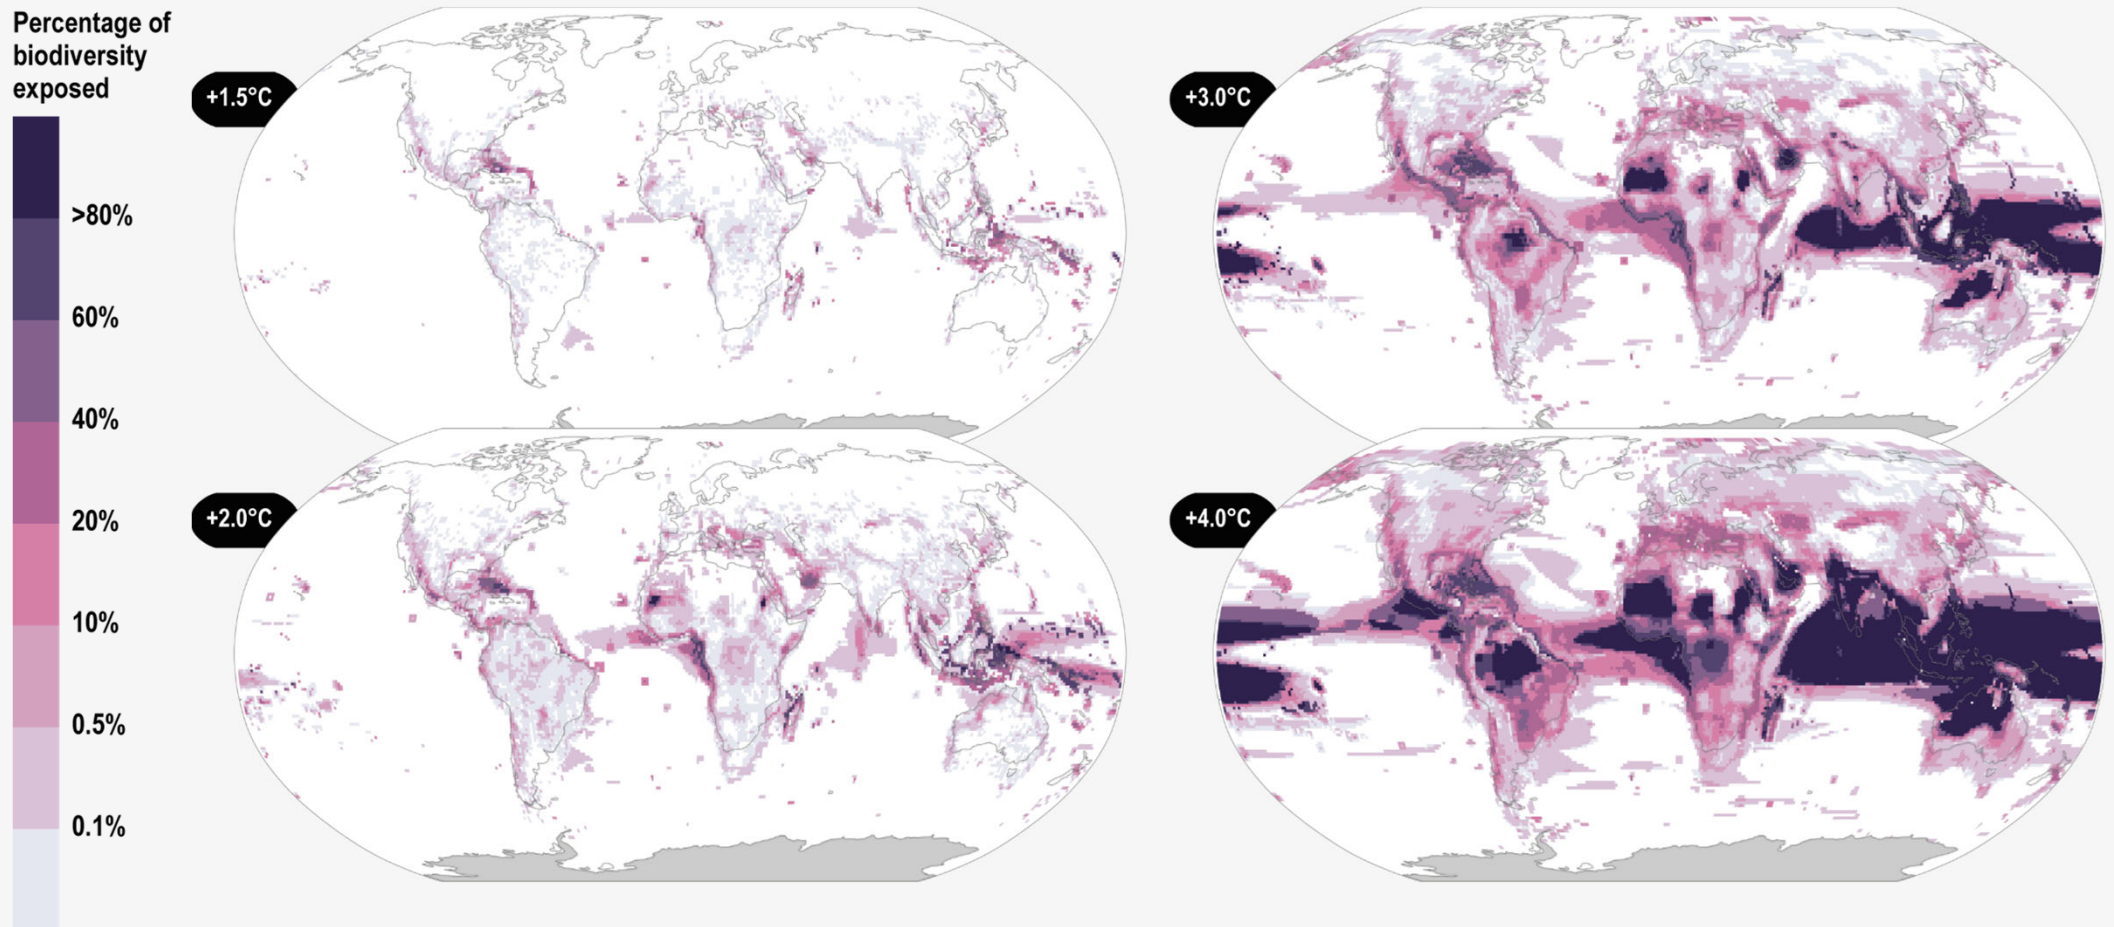 Percentage of
biodiversity
exposed
>80%
60%
40%
20%
10%
0.5%
0.1%
+1.5°C
+2.0°C
+3.0°C
+4.0°C